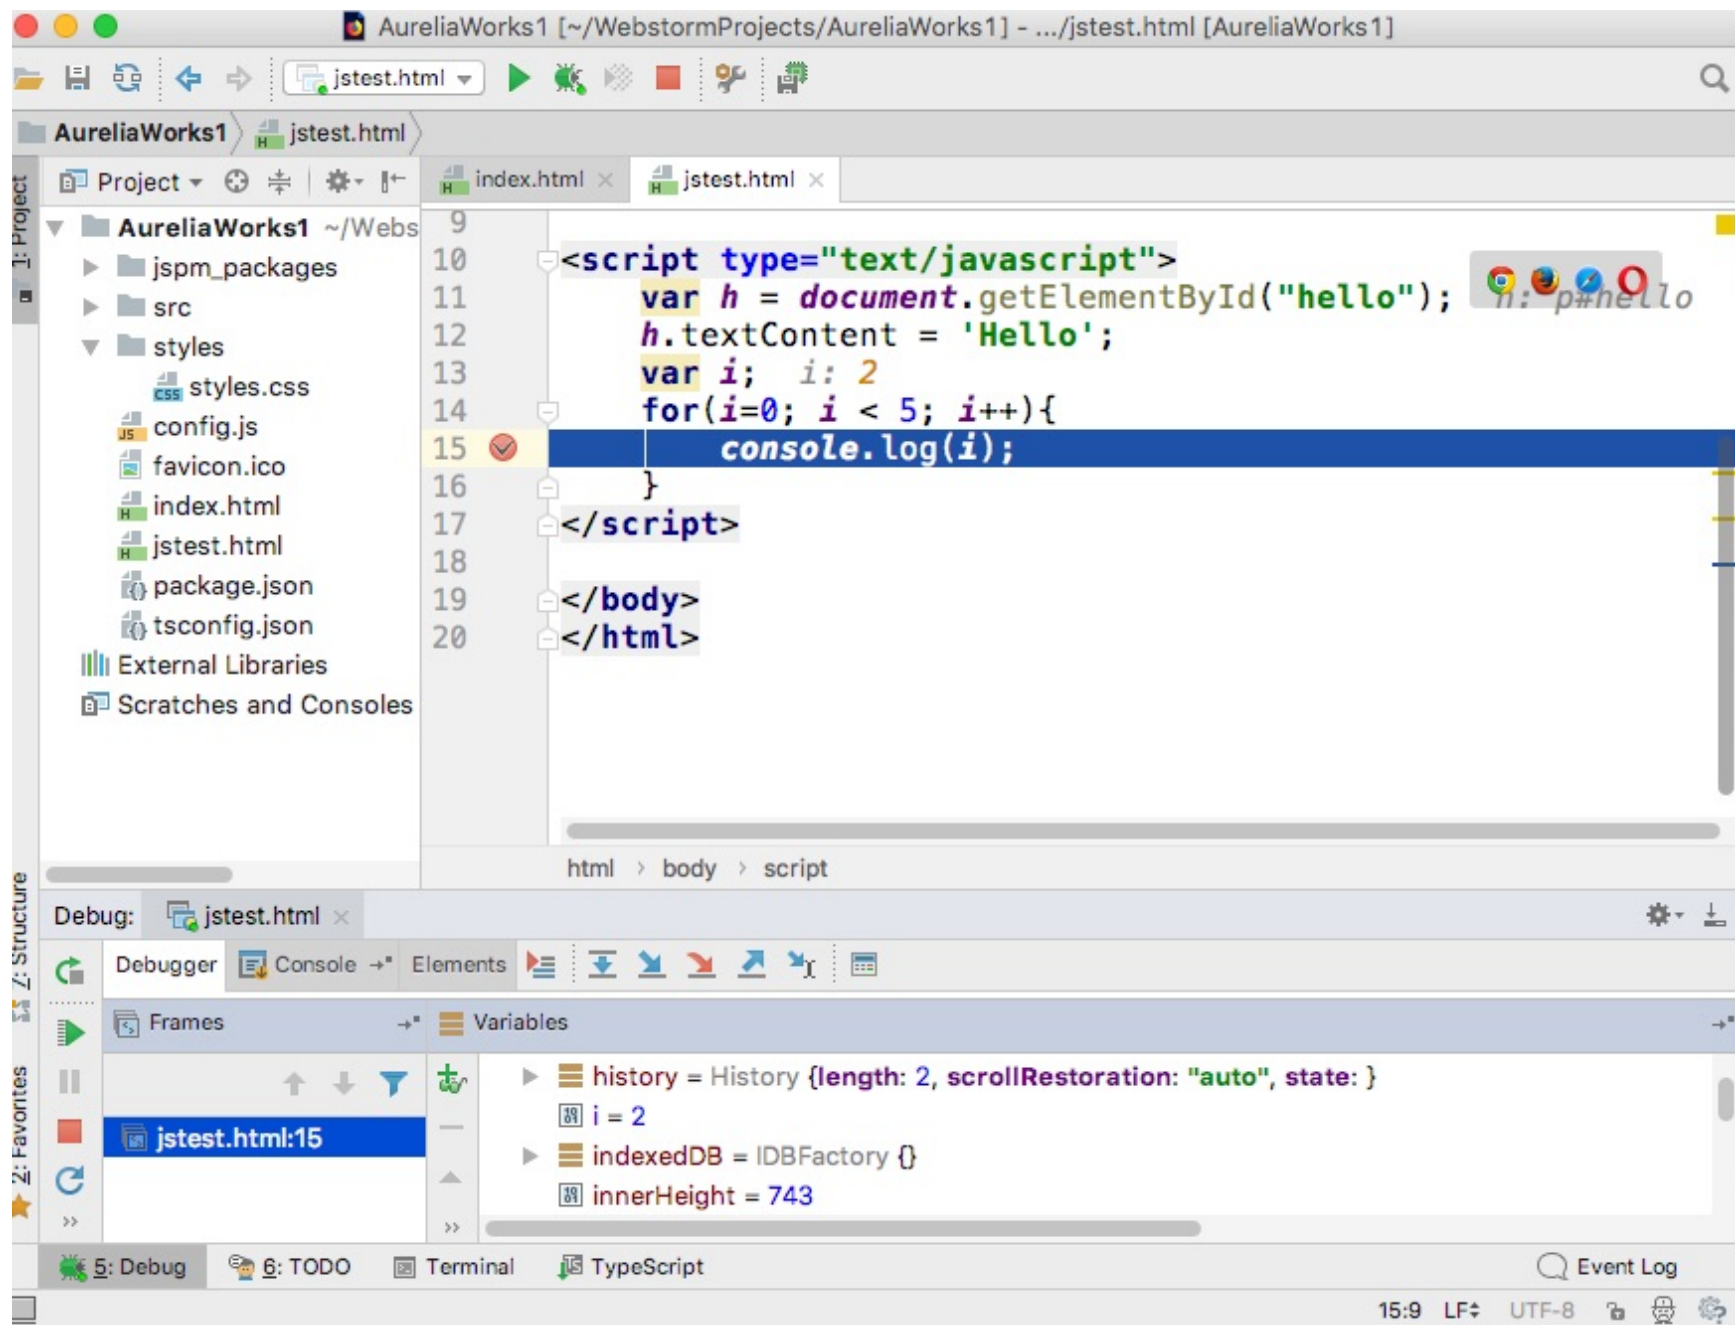 AureliaWorks1 [~/WebstormProjects/AureliaWorks1] - .../jstest.html [AureliaWorks1]
jstest.html
AureliaWorks1 jstest.html
1: Project
Project
index.html jstest.html
AureliaWorks1 ~/Webs
jspm_packages
src
styles
styles.css
config.js
favicon.ico
index.html
jstest.html
package.json
tsconfig.json
External Libraries
Scratches and Consoles
9
10 <script type="text/javascript">
11 var h = document.getElementById("hello"); h: p#hello
12 h.textContent = 'Hello';
13 var i; i: 2
14 for(i=0; i < 5; i++){
15 console.log(i);
16 }
17 </script>
18
19 </body>
20 </html>
html › body › script
Z: Structure
2: Favorites
Debug: jstest.html
Debugger Console Elements
Frames Variables
jstest.html:15
history = History {length: 2, scrollRestoration: "auto", state: }
i = 2
indexedDB = IDBFactory {}
innerHeight = 743
5: Debug 6: TODO Terminal TypeScript Event Log
15:9 LF UTF-8